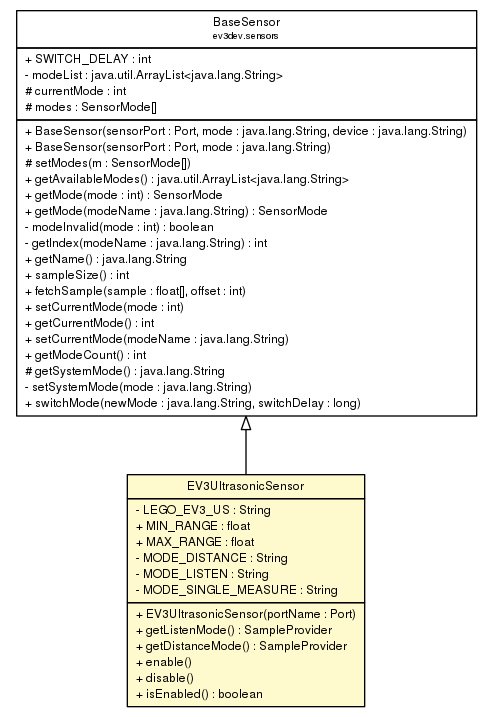 BaseSensor
ev3dev.sensors
+ SWITCH_DELAY : int
- modeList : java.util.ArrayList<java.lang.String>
# currentMode : int
# modes : SensorMode[]
+ BaseSensor(sensorPort : Port, mode : java.lang.String, device : java.lang.String)
+ BaseSensor(sensorPort : Port, mode : java.lang.String)
# setModes(m : SensorMode[])
+ getAvailableModes() : java.util.ArrayList<java.lang.String>
+ getMode(mode : int) : SensorMode
+ getMode(modeName : java.lang.String) : SensorMode
- modeInvalid(mode : int) : boolean
- getIndex(modeName : java.lang.String) : int
+ getName() : java.lang.String
+ sampleSize() : int
+ fetchSample(sample : float[], offset : int)
+ setCurrentMode(mode : int)
+ getCurrentMode() : int
+ setCurrentMode(modeName : java.lang.String)
+ getModeCount() : int
# getSystemMode() : java.lang.String
- setSystemMode(mode : java.lang.String)
+ switchMode(newMode : java.lang.String, switchDelay : long)
EV3UltrasonicSensor
- LEGO_EV3_US : String
+ MIN_RANGE : float
+ MAX_RANGE : float
- MODE_DISTANCE : String
- MODE_LISTEN : String
- MODE_SINGLE_MEASURE : String
+ EV3UltrasonicSensor(portName : Port)
+ getListenMode() : SampleProvider
+ getDistanceMode() : SampleProvider
+ enable()
+ disable()
+ isEnabled() : boolean